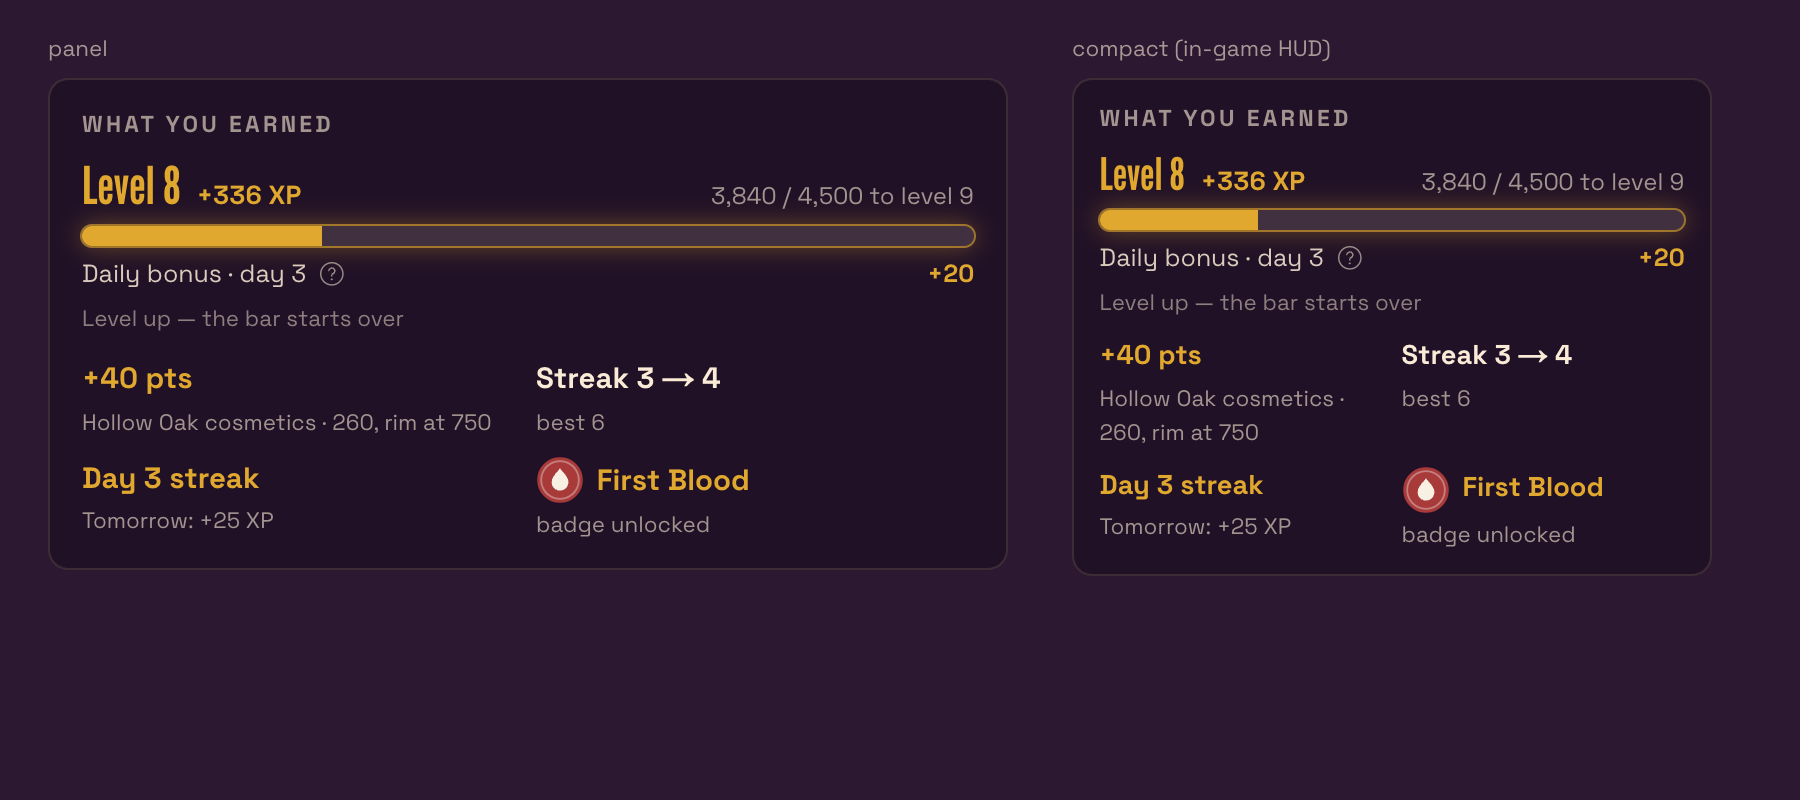 panel
WHAT YOU EARNED
Level 8 +336 XP 3,840 / 4,500 to level 9
Daily bonus · day 3 ? +20
Level up — the bar starts over
+40 pts Streak 3 → 4
Hollow Oak cosmetics · 260, rim at 750 best 6
Day 3 streak First Blood
Tomorrow: +25 XP badge unlocked
compact (in-game HUD)
WHAT YOU EARNED
Level 8 +336 XP 3,840 / 4,500 to level 9
Daily bonus · day 3 ? +20
Level up — the bar starts over
+40 pts Streak 3 → 4
Hollow Oak cosmetics · best 6
260, rim at 750
Day 3 streak First Blood
Tomorrow: +25 XP badge unlocked